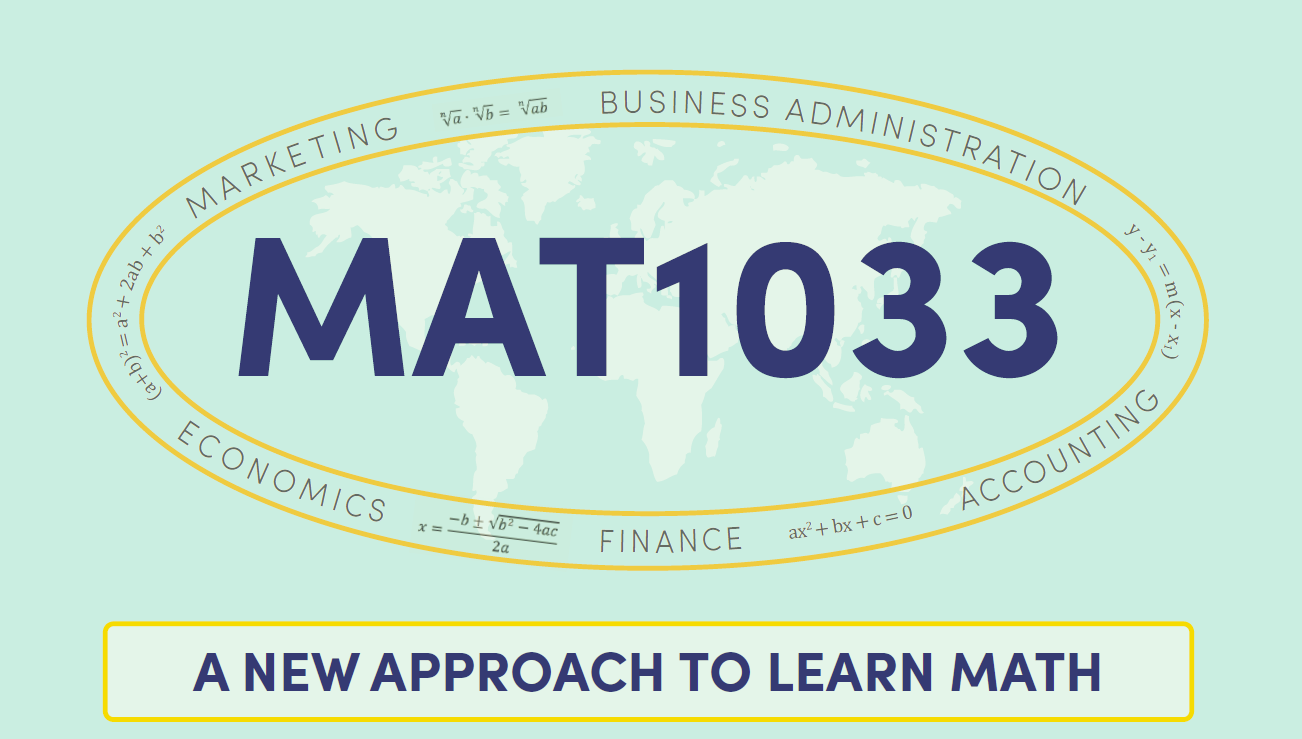 MARKETING
ⁿ√a · ⁿ√b = ⁿ√ab
BUSINESS ADMINISTRATION
y - y₁ = m(x - x₁)
ACCOUNTING
ax² + bx + c = 0
FINANCE
x = (-b ± √(b² − 4ac))/2a
ECONOMICS
(a+b)² = a² + 2ab + b²
MAT1033
A NEW APPROACH TO LEARN MATH